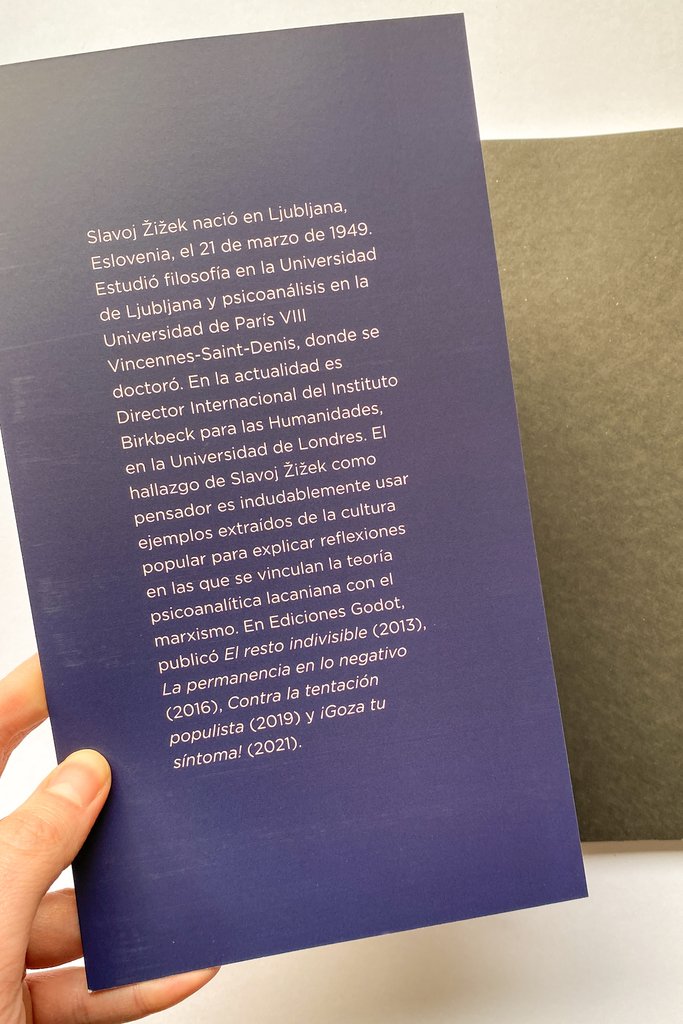 Slavoj Žižek nació en Ljubljana,
Eslovenia, el 21 de marzo de 1949.
Estudió filosofía en la Universidad
de Ljubljana y psicoanálisis en la
Universidad de París VIII
Vincennes-Saint-Denis, donde se
doctoró. En la actualidad es
Director Internacional del Instituto
Birkbeck para las Humanidades,
en la Universidad de Londres. El
hallazgo de Slavoj Žižek como
pensador es indudablemente usar
ejemplos extraídos de la cultura
popular para explicar reflexiones
en las que se vinculan la teoría
psicoanalítica lacaniana con el
marxismo. En Ediciones Godot,
publicó El resto indivisible (2013),
La permanencia en lo negativo
(2016), Contra la tentación
populista (2019) y ¡Goza tu
síntoma! (2021).